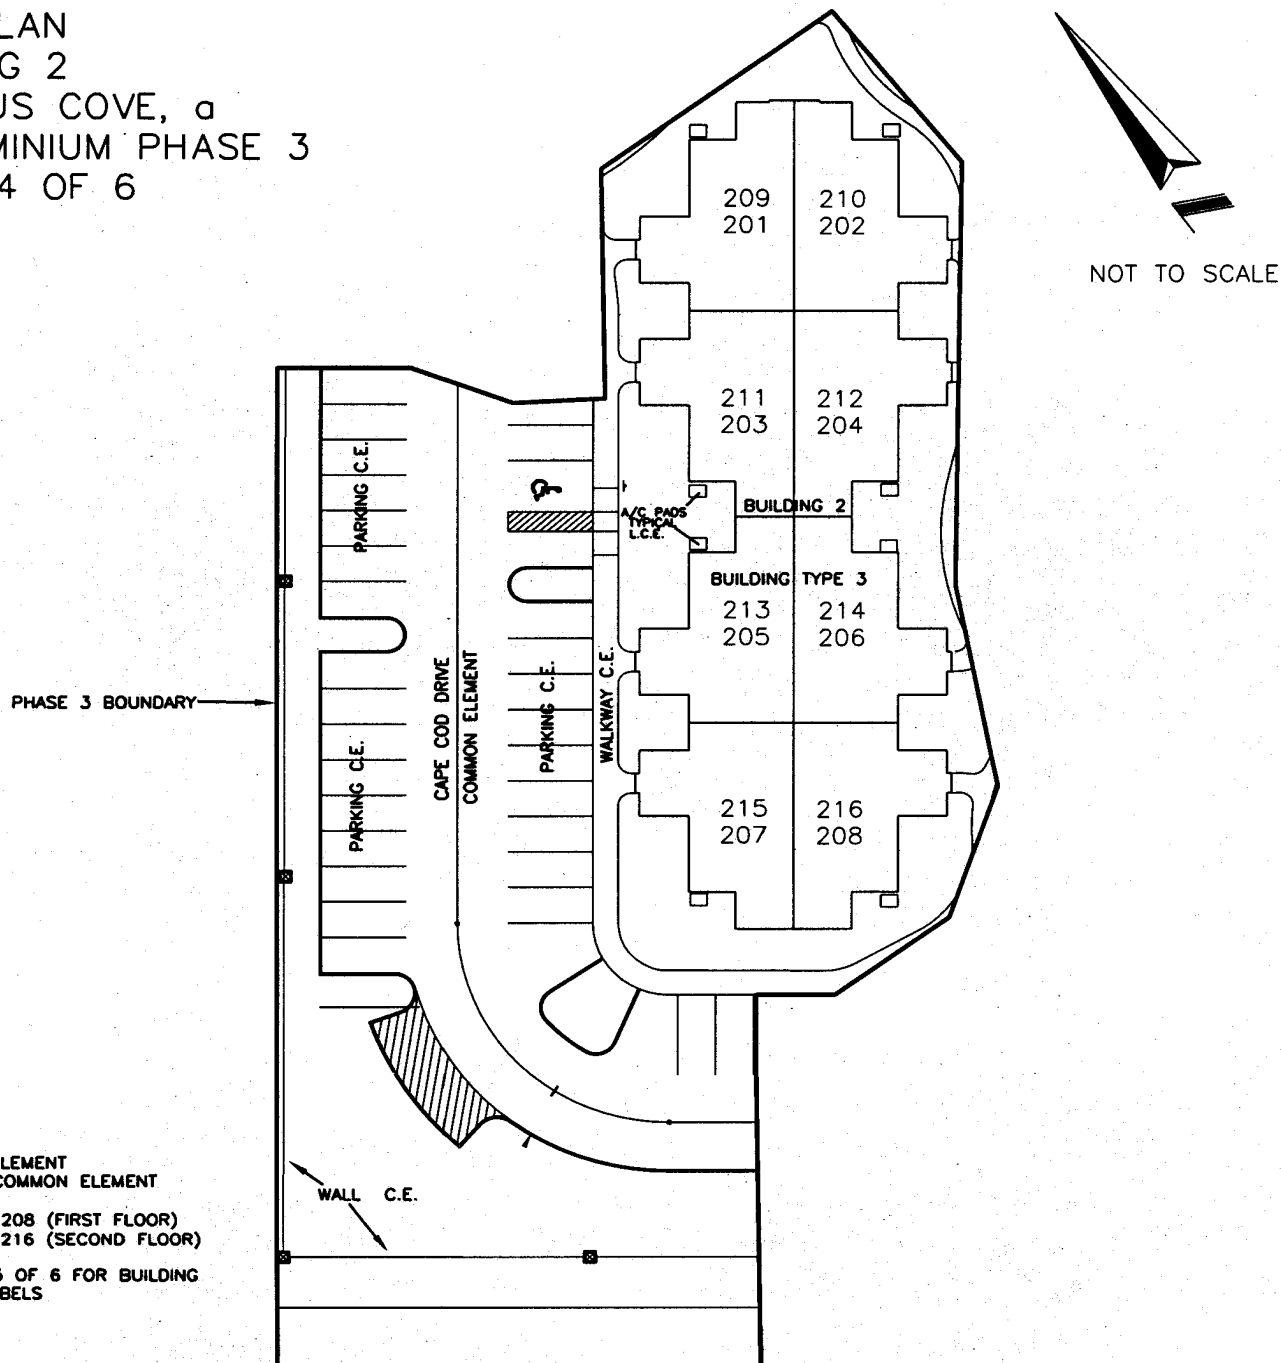 LAN
G 2
US COVE, a
MINIUM PHASE 3
4 OF 6
NOT TO SCALE
209
201
210
202
211
203
212
204
PARKING C.E.
A/C PADS
TYPICAL
L.C.E.
BUILDING 2
BUILDING TYPE 3
213
205
214
206
PHASE 3 BOUNDARY
CAPE COD DRIVE
COMMON ELEMENT
PARKING C.E.
WALKWAY C.E.
PARKING C.E.
215
207
216
208
LEMENT
COMMON ELEMENT
208 (FIRST FLOOR)
216 (SECOND FLOOR)
OF 6 FOR BUILDING
BELS
WALL C.E.